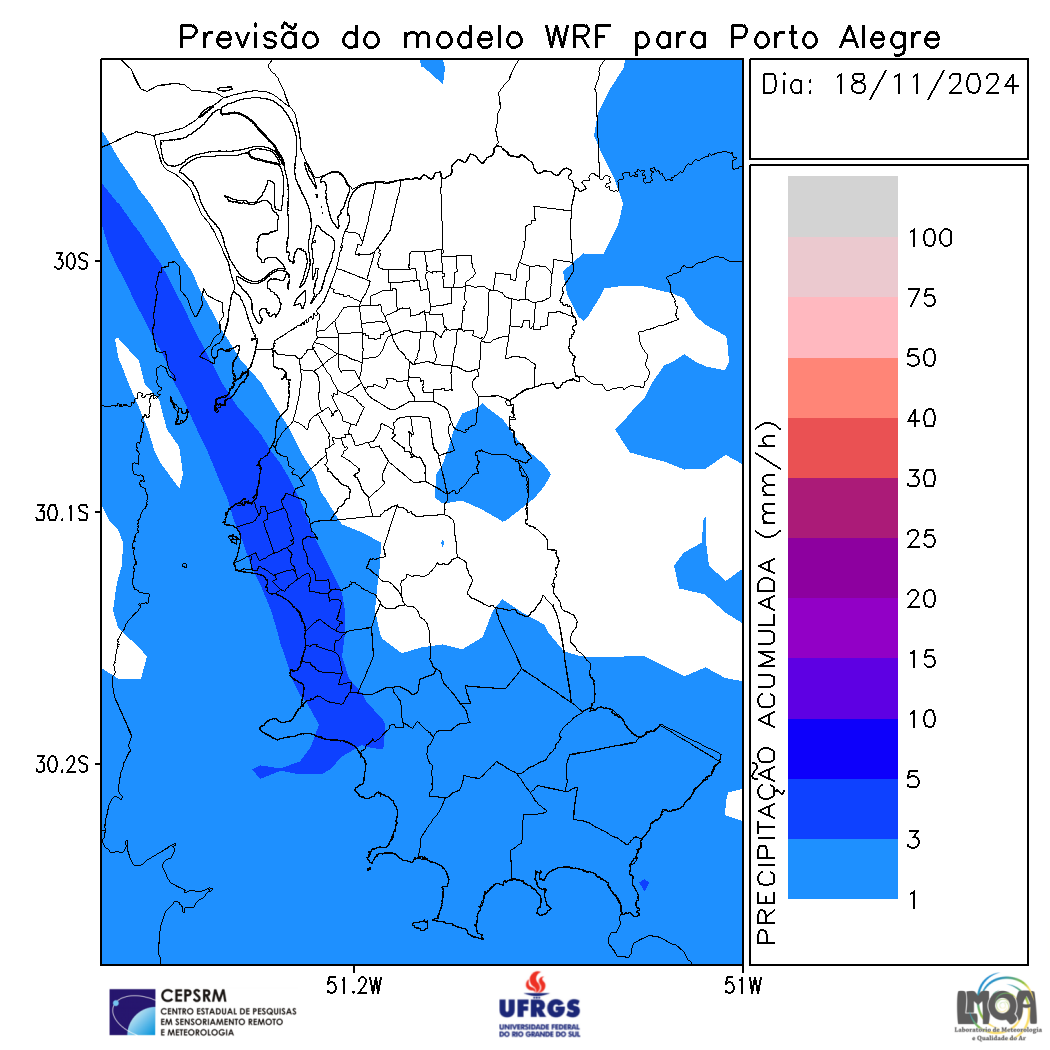 Previsão do modelo WRF para Porto Alegre
Dia: 18/11/2024
30S
30.1S
30.2S
51.2W
51W
PRECIPITAÇÃO ACUMULADA (mm/h)
100
75
50
40
30
25
20
15
10
5
3
1
CEPSRM
CENTRO ESTADUAL DE PESQUISAS
EM SENSORIAMENTO REMOTO
E METEOROLOGIA
UFRGS
UNIVERSIDADE FEDERAL
DO RIO GRANDE DO SUL
LMQA
Laboratório de Meteorologia
e Qualidade do Ar